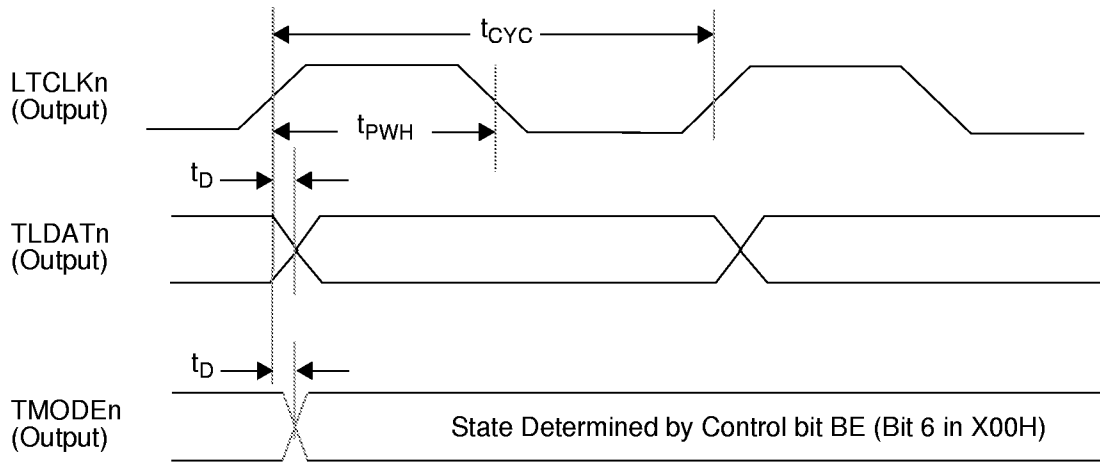 tCYC
LTCLKn
(Output)
tPWH
tD
TLDATn
(Output)
tD
TMODEn
(Output)
State Determined by Control bit BE (Bit 6 in X00H)